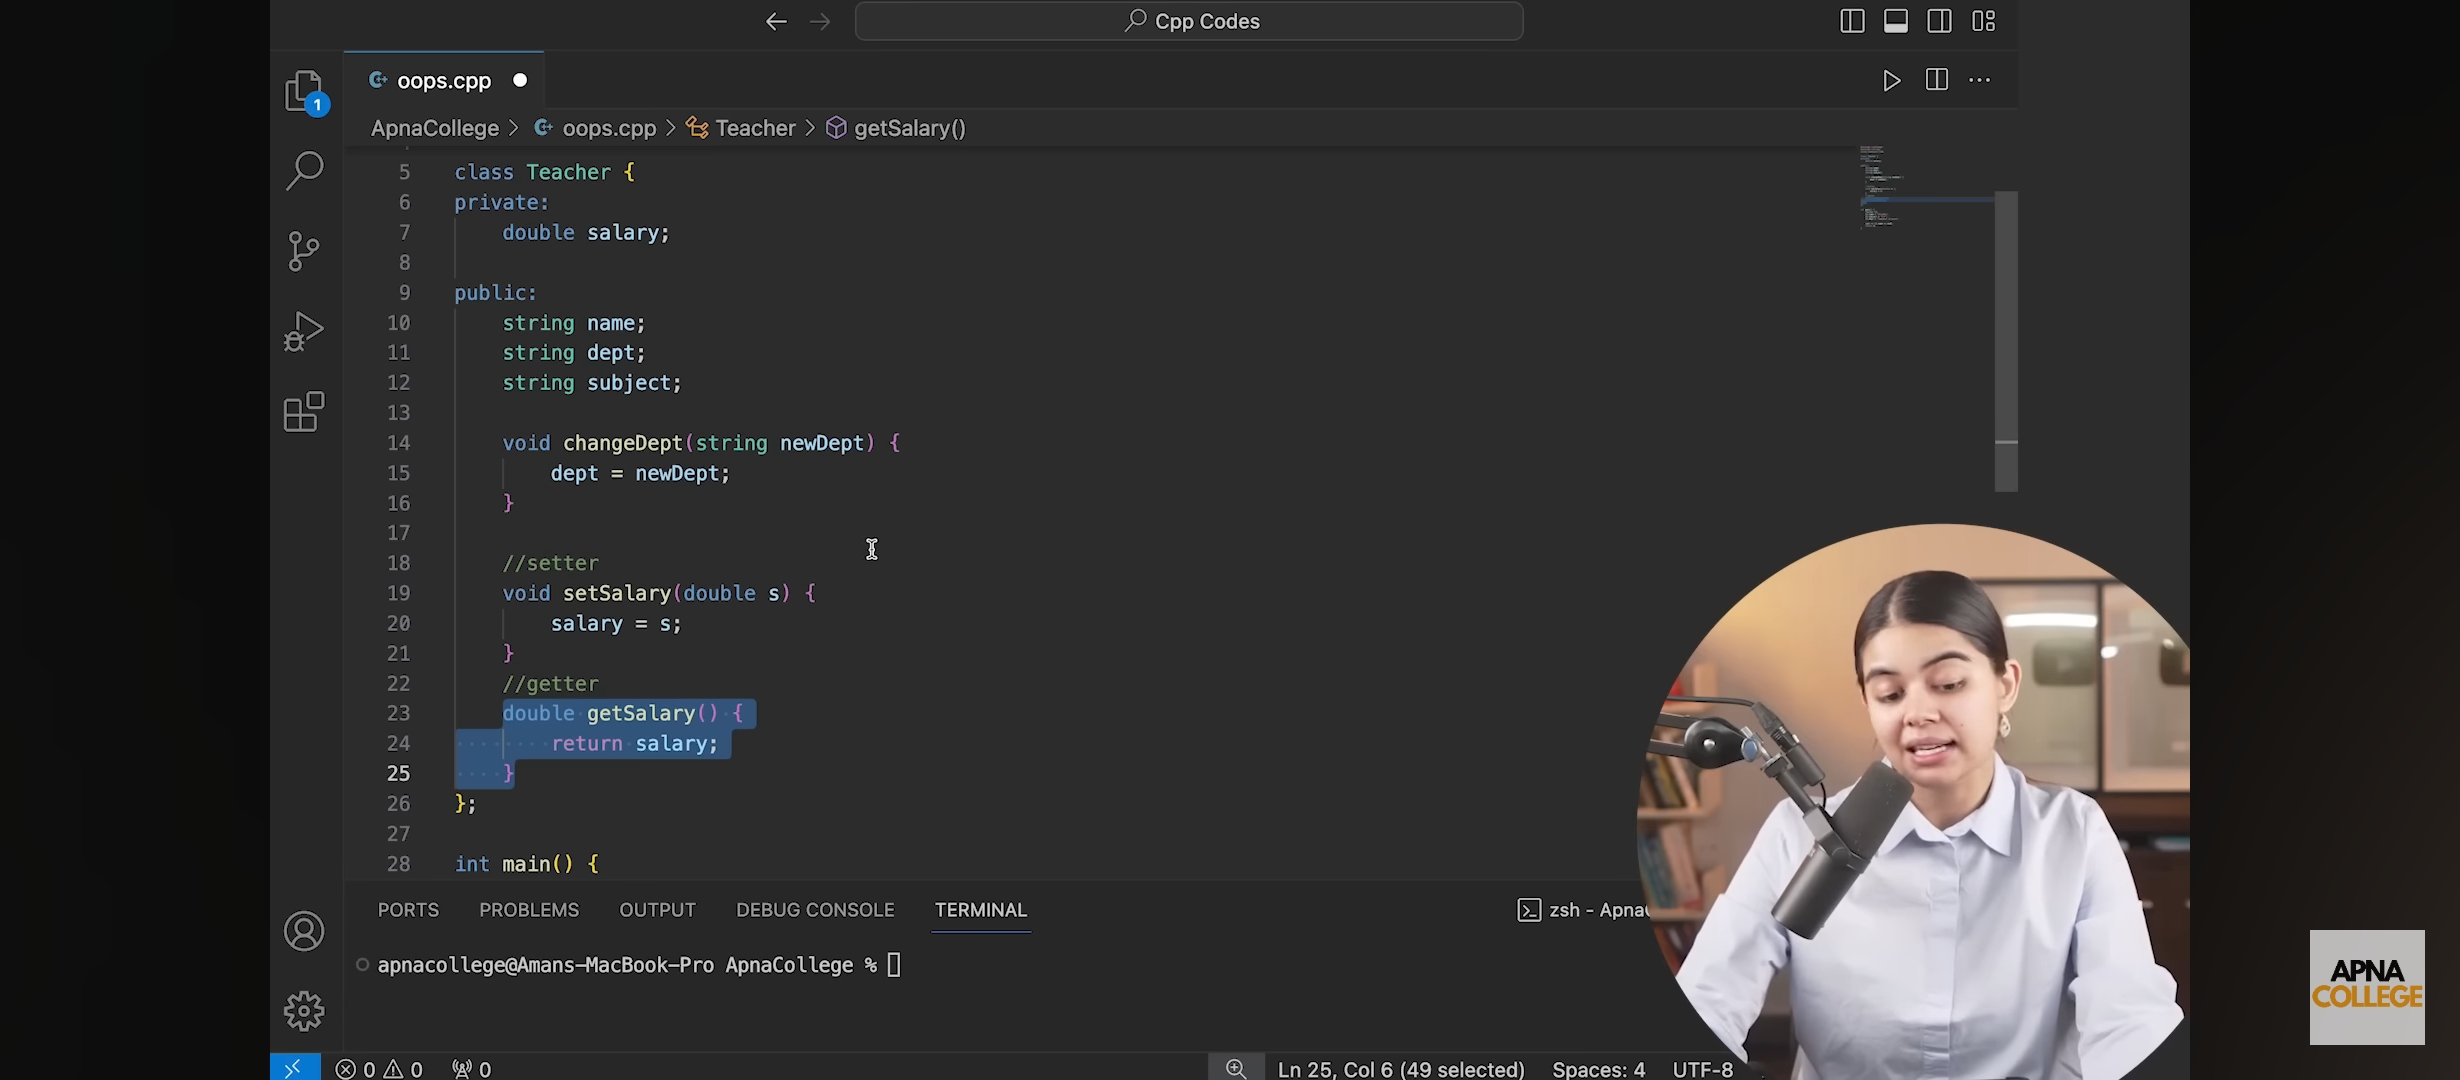 Cpp Codes
oops.cpp
1
ApnaCollege > oops.cpp > Teacher > getSalary()
5 class Teacher {
6 private:
7 double salary;
8
9 public:
10 string name;
11 string dept;
12 string subject;
13
14 void changeDept(string newDept) {
15 dept = newDept;
16 }
17
18 //setter
19 void setSalary(double s) {
20 salary = s;
21 }
22 //getter
23 double getSalary() {
24 return salary;
25 }
26 };
27
28 int main() {
PORTS PROBLEMS OUTPUT DEBUG CONSOLE TERMINAL
zsh - Apna
apnacollege@Amans-MacBook-Pro ApnaCollege %
APNA
COLLEGE
0 0 0
Ln 25, Col 6 (49 selected) Spaces: 4 UTF-8